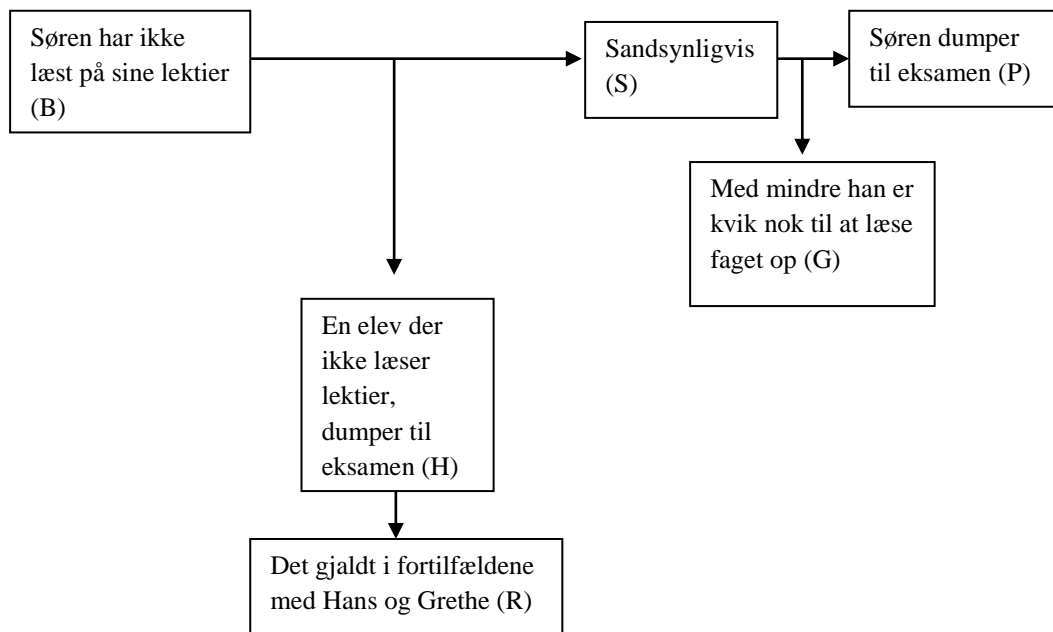 Søren har ikke
læst på sine lektier
(B)
Sandsynligvis
(S)
Søren dumper
til eksamen (P)
Med mindre han er
kvik nok til at læse
faget op (G)
En elev der
ikke læser
lektier,
dumper til
eksamen (H)
Det gjaldt i fortilfældene
med Hans og Grethe (R)